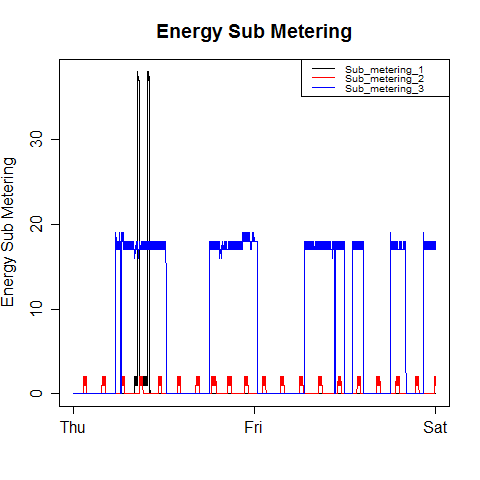 Energy Sub Metering
Sub_metering_1
Sub_metering_2
Sub_metering_3
Energy Sub Metering
30
20
10
0
Thu Fri Sat